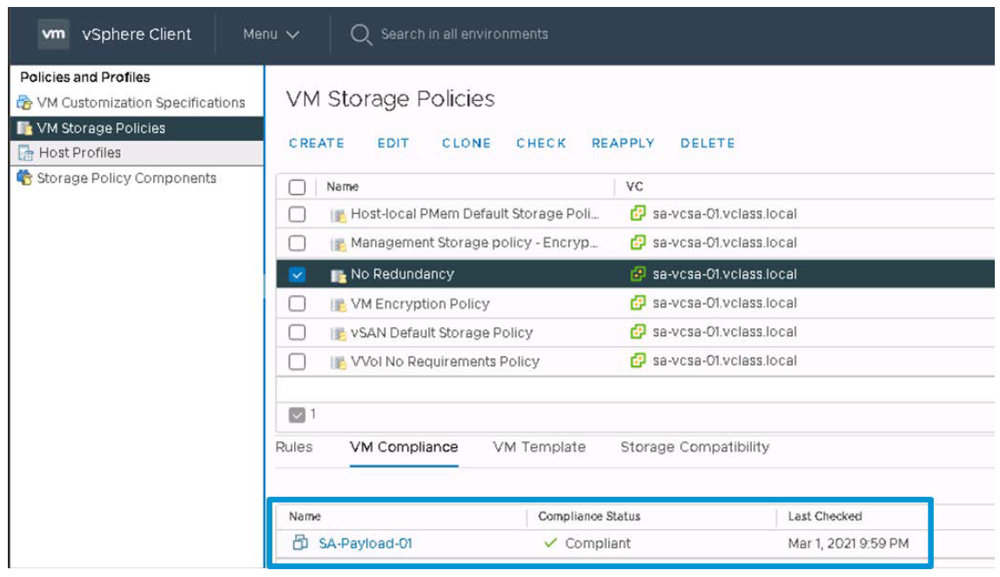 vm vSphere Client Menu Search in all environments
Policies and Profiles
VM Customization Specifications
VM Storage Policies
Host Profiles
Storage Policy Components
VM Storage Policies
CREATE EDIT CLONE CHECK REAPPLY DELETE
Name VC
Host-local PMem Default Storage Poli... sa-vcsa-01.vclass.local
Management Storage policy - Encryp... sa-vcsa-01.vclass.local
No Redundancy sa-vcsa-01.vclass.local
VM Encryption Policy sa-vcsa-01.vclass.local
vSAN Default Storage Policy sa-vcsa-01.vclass.local
VVol No Requirements Policy sa-vcsa-01.vclass.local
1
Rules VM Compliance VM Template Storage Compatibility
Name Compliance Status Last Checked
SA-Payload-01 Compliant Mar 1, 2021 9:59 PM